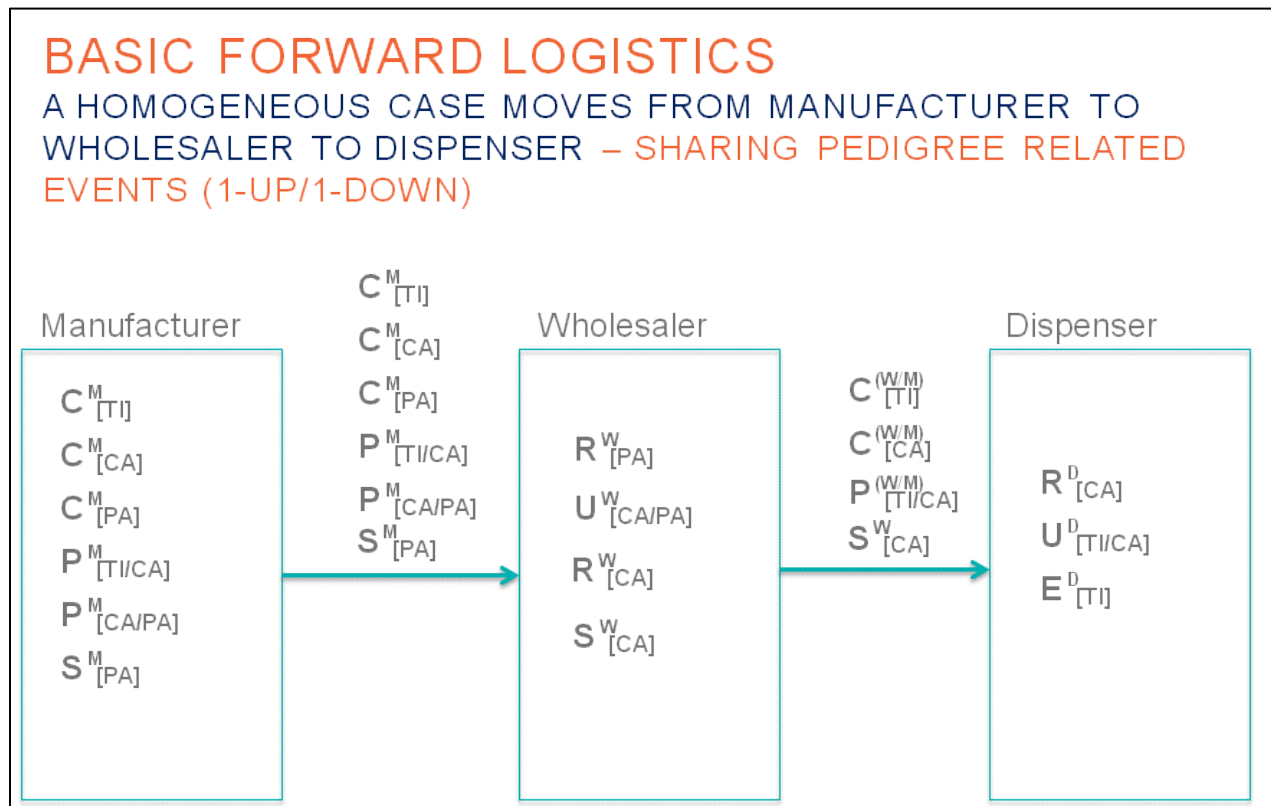 BASIC FORWARD LOGISTICS
A HOMOGENEOUS CASE MOVES FROM MANUFACTURER TO
WHOLESALER TO DISPENSER – SHARING PEDIGREE RELATED
EVENTS (1-UP/1-DOWN)
Manufacturer
C M [TI]
C M [CA]
C M [PA]
P M [TI/CA]
P M [CA/PA]
S M [PA]
C M [TI]
C M [CA]
C M [PA]
P M [TI/CA]
P M [CA/PA]
S M [PA]
Wholesaler
R W [PA]
U W [CA/PA]
R W [CA]
S W [CA]
C (W/M) [TI]
C (W/M) [CA]
P (W/M) [TI/CA]
S W [CA]
Dispenser
R D [CA]
U D [TI/CA]
E D [TI]